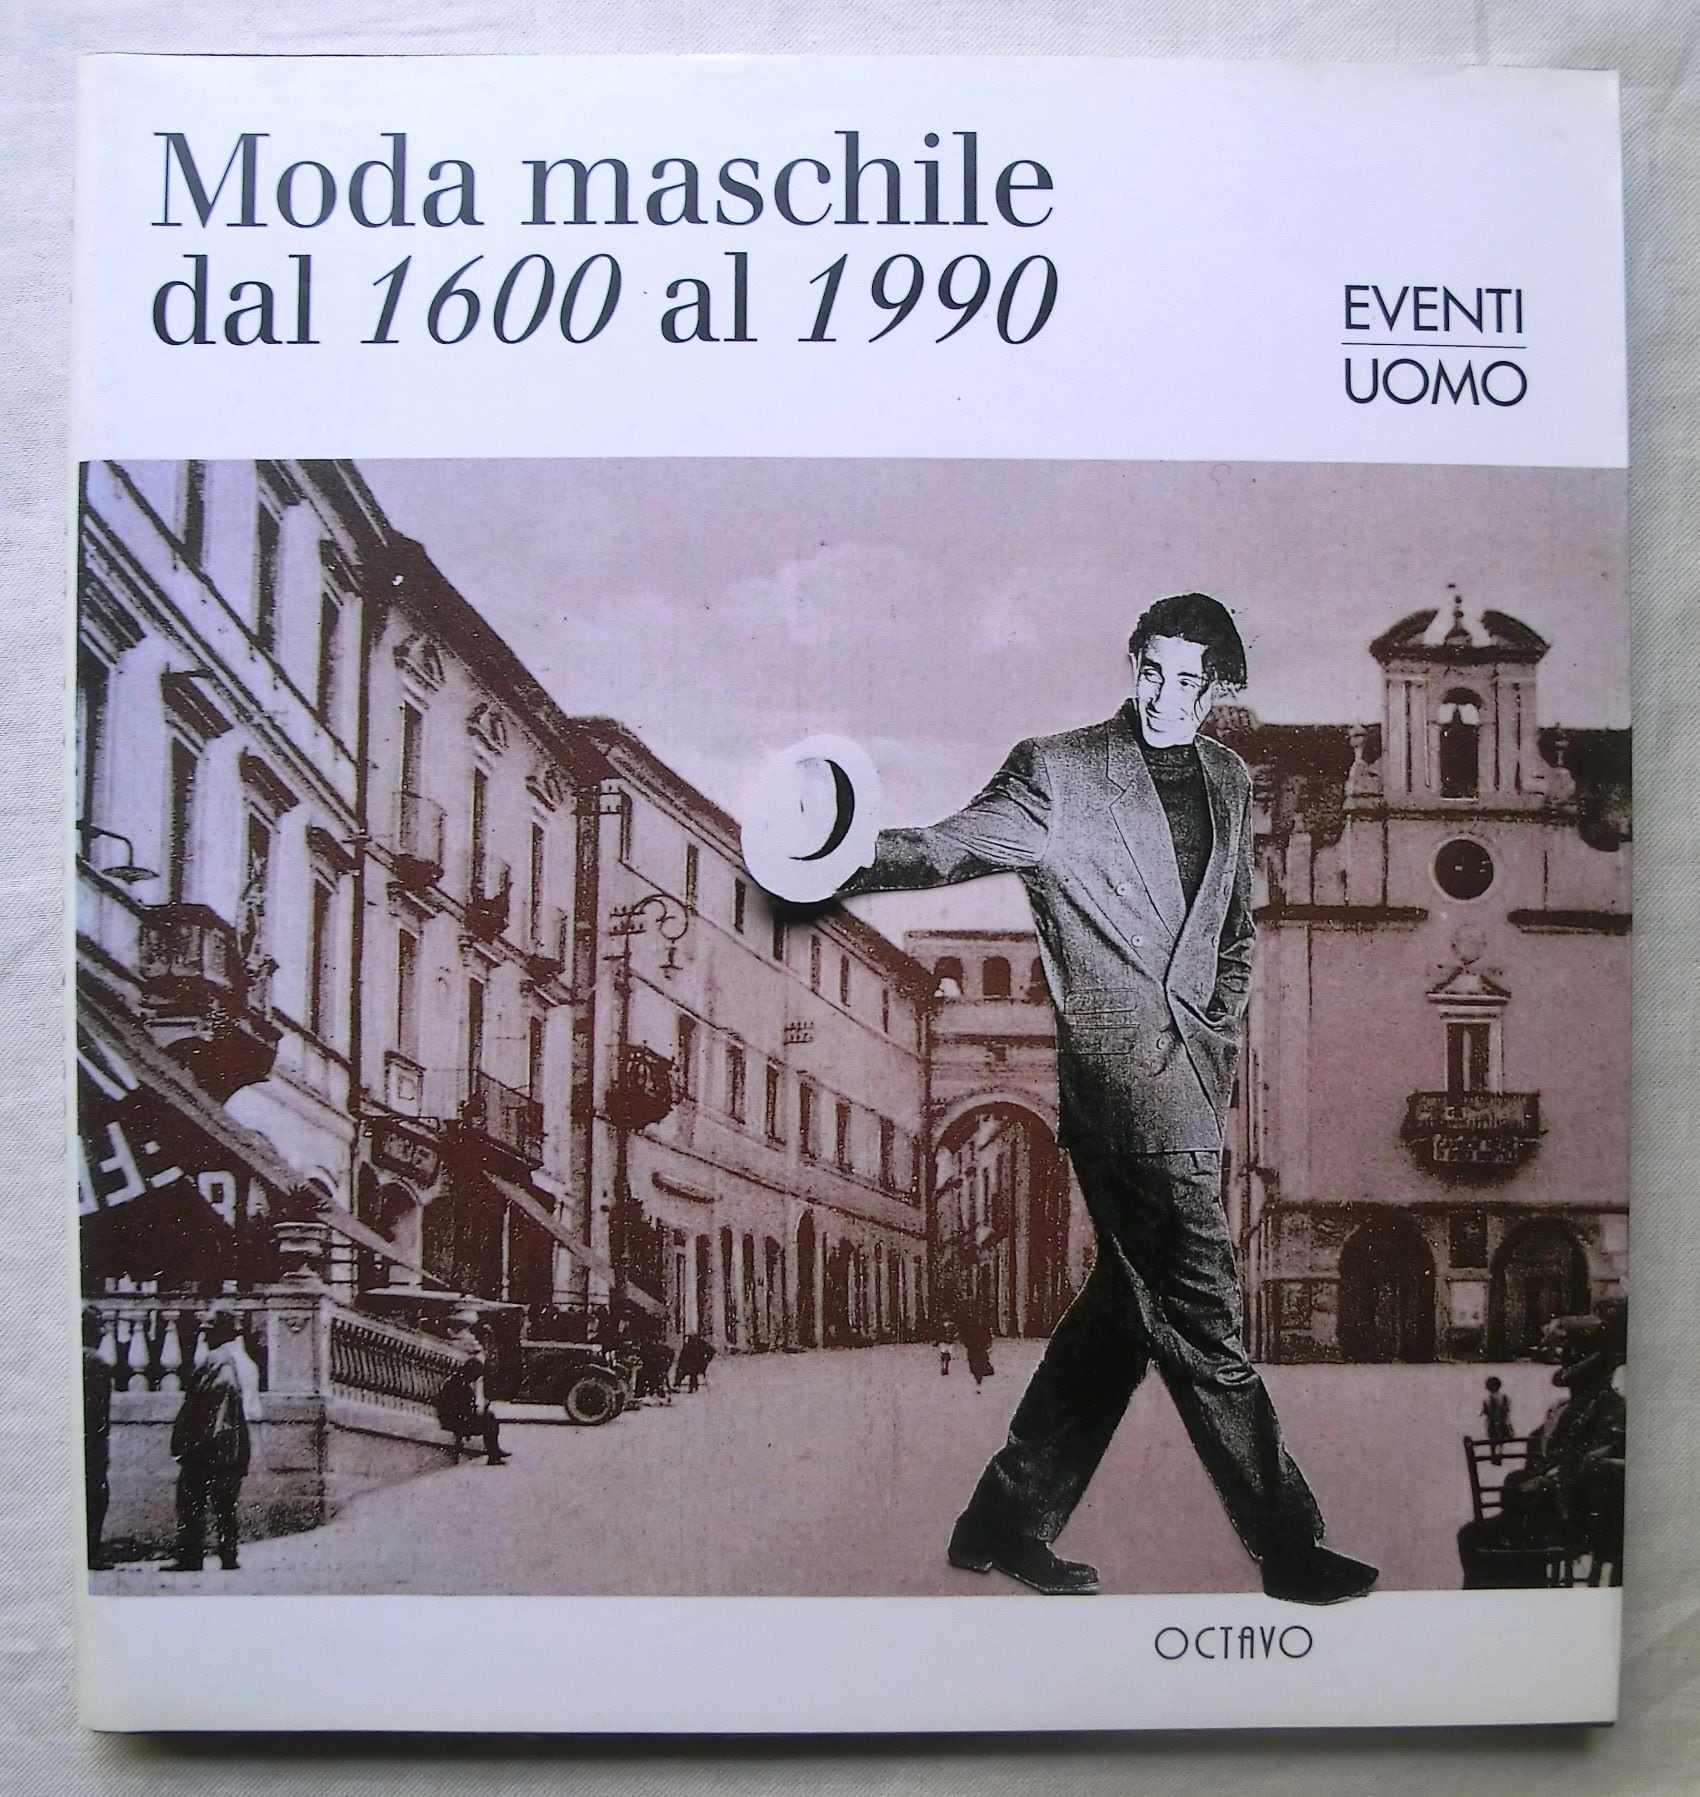 Moda maschile
dal 1600 al 1990
EVENTI
UOMO
OCTAVO